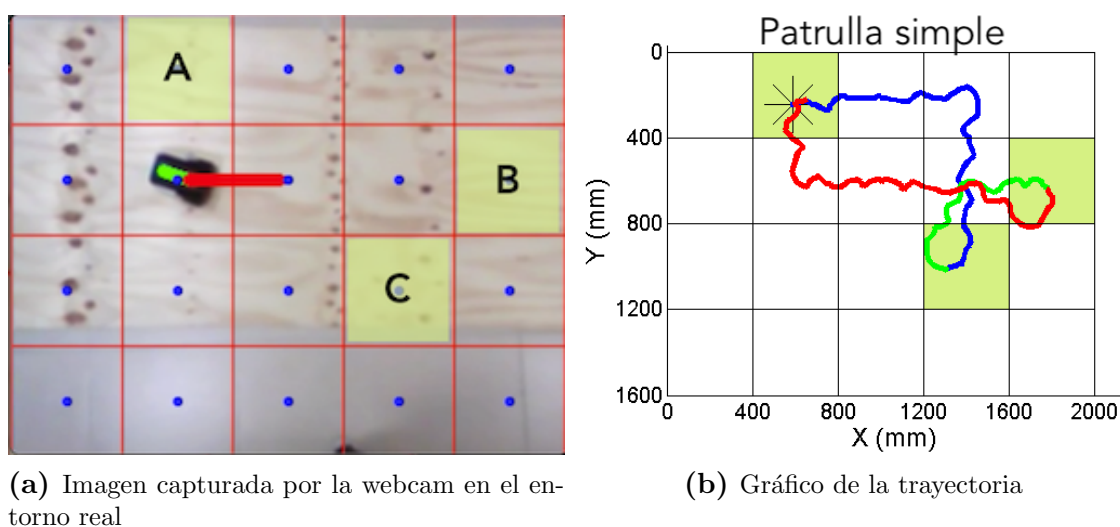 A
B
C
Patrulla simple
0
400
800
1200
1600
Y (mm)
0
400
800
1200
1600
2000
X (mm)
(a) Imagen capturada por la webcam en el en-
torno real
(b) Gráfico de la trayectoria